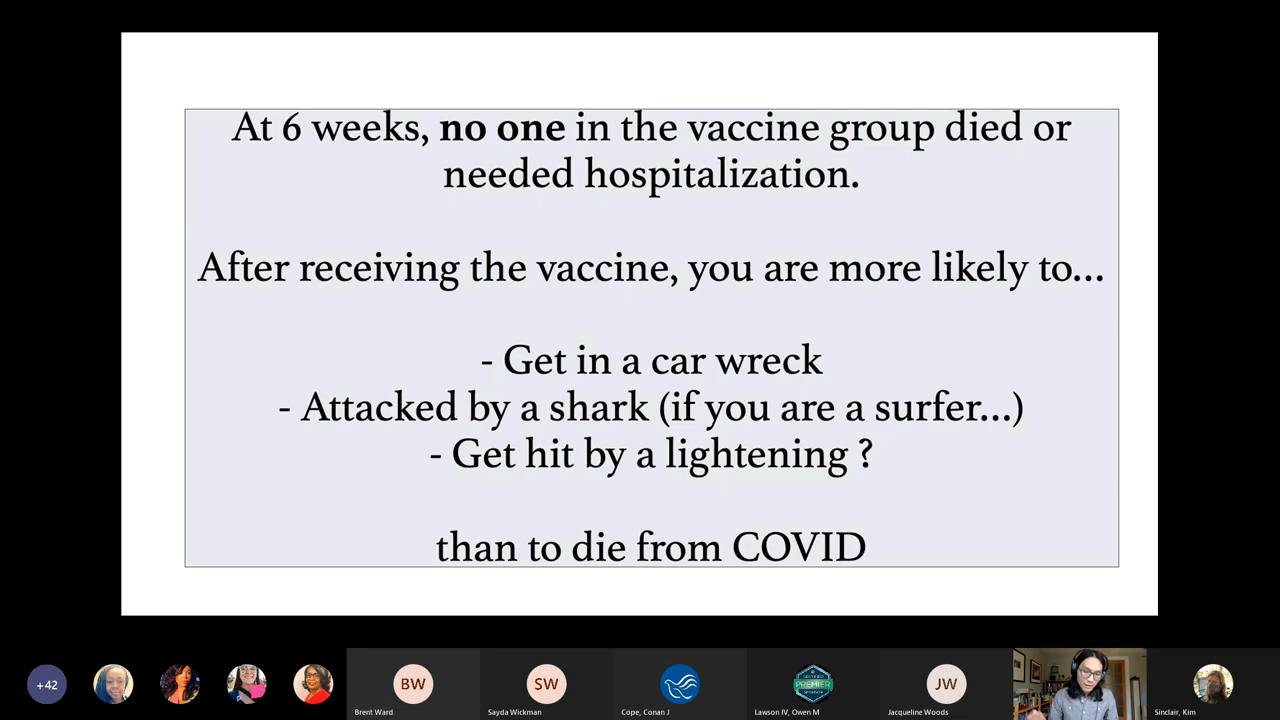 At 6 weeks, no one in the vaccine group died or
needed hospitalization.
After receiving the vaccine, you are more likely to...
- Get in a car wreck
- Attacked by a shark (if you are a surfer...)
- Get hit by a lightening ?
than to die from COVID
+42
BW
SW
PREMIER
JW
Brent Ward
Sayda Wickman
Cope, Conan J
Lawson IV, Owen M
Jacqueline Woods
Sinclair, Kim